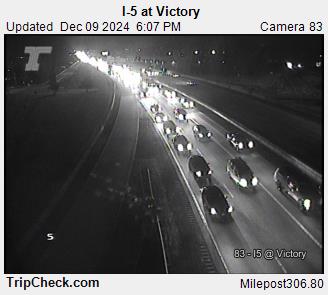 I-5 at Victory
Updated Dec 09 2024 6:07 PM Camera 83
T
S
83 - I5 @ Victory
TripCheck.com Milepost306.80